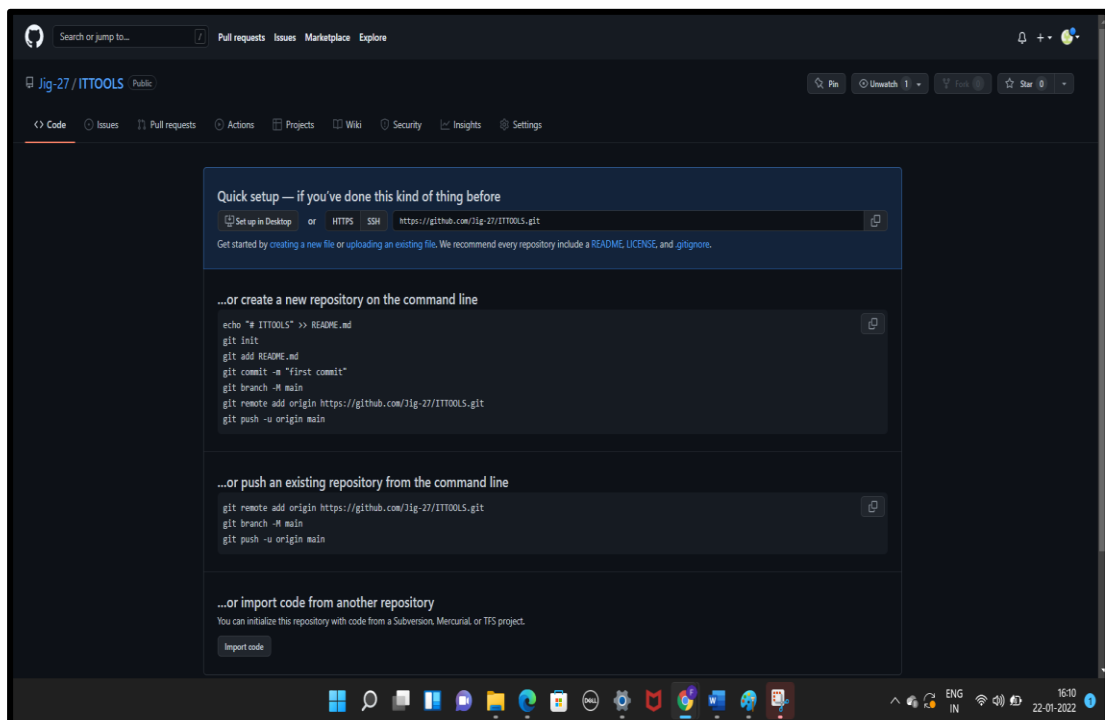 Search or jump to... /
Pull requests Issues Marketplace Explore
Jig-27 / ITTOOLS Public
Pin Unwatch 1 Fork 0 Star 0
<> Code Issues Pull requests Actions Projects Wiki Security Insights Settings
Quick setup — if you've done this kind of thing before
Set up in Desktop or HTTPS SSH https://github.com/Jig-27/ITTOOLS.git
Get started by creating a new file or uploading an existing file. We recommend every repository include a README, LICENSE, and .gitignore.
...or create a new repository on the command line
echo "# ITTOOLS" >> README.md
git init
git add README.md
git commit -m "first commit"
git branch -M main
git remote add origin https://github.com/Jig-27/ITTOOLS.git
git push -u origin main
...or push an existing repository from the command line
git remote add origin https://github.com/Jig-27/ITTOOLS.git
git branch -M main
git push -u origin main
...or import code from another repository
You can initialize this repository with code from a Subversion, Mercurial, or TFS project.
Import code
ENG
IN
16:10
22-01-2022
1